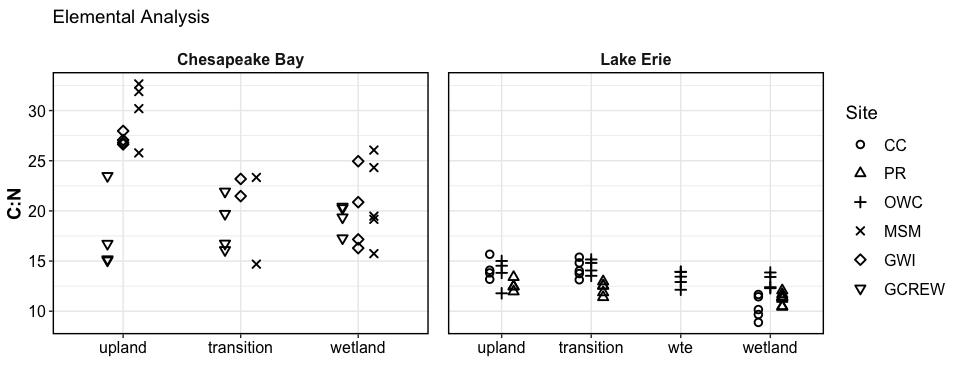 Elemental Analysis
Chesapeake Bay
Lake Erie
C:N
30
25
20
15
10
upland
transition
wetland
upland
transition
wte
wetland
Site
CC
PR
OWC
MSM
GWI
GCREW